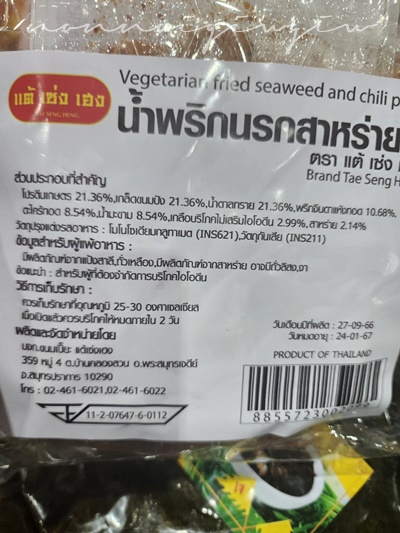 nonnaiyingyiw
แต้ เซ่ง เฮง
TAE SENG HENG
Vegetarian fried seaweed and chili p
น้ำพริกนรกสาหร่าย
ตรา แต้ เซ่ง เ
Brand Tae Seng H
ส่วนประกอบที่สำคัญ
โปรตีนเกษตร 21.36%,เกล็ดขนมปัง 21.36%,น้ำตาลทราย 21.36%,พริกจินดาแห้งทอด 10.68%,
ตะไคร้ทอด 8.54%,น้ำมะขาม 8.54%,เกลือบริโภคไม่เสริมไอโอดีน 2.99%,สาหร่าย 2.14%
วัตถุปรุงแต่งรสอาหาร : โมโนโซเดียมกลูทาเมต (INS621),วัตถุกันเสีย (INS211)
ข้อมูลสำหรับผู้แพ้อาหาร :
มีผลิตภัณฑ์จากแป้งสาลี,ถั่วเหลือง,มีผลิตภัณฑ์จากสาหร่าย อาจมีถั่วลิสง,งา
ข้อแนะนำ : สำหรับผู้ที่ต้องจำกัดการบริโภคไอโอดีน
วิธีการเก็บรักษา :
ควรเก็บรักษาที่อุณหภูมิ 25-30 องศาเซลเซียส
เมื่อเปิดแล้วควรบริโภคให้หมดภายใน 2 วัน
ผลิตและจัดจำหน่ายโดย
บจก.ขนมเปี๊ยะ แต้เซ่งเฮง
359 หมู่ 4 ต.บ้านคลองสวน อ.พระสมุทรเจดีย์
จ.สมุทรปราการ 10290
โทร : 02-461-6021,02-461-6022
11-2-07647-6-0112
วันเดือนปีที่ผลิต : 27-09-66
วันหมดอายุ : 24-01-67
PRODUCT OF THAILAND
8855723002